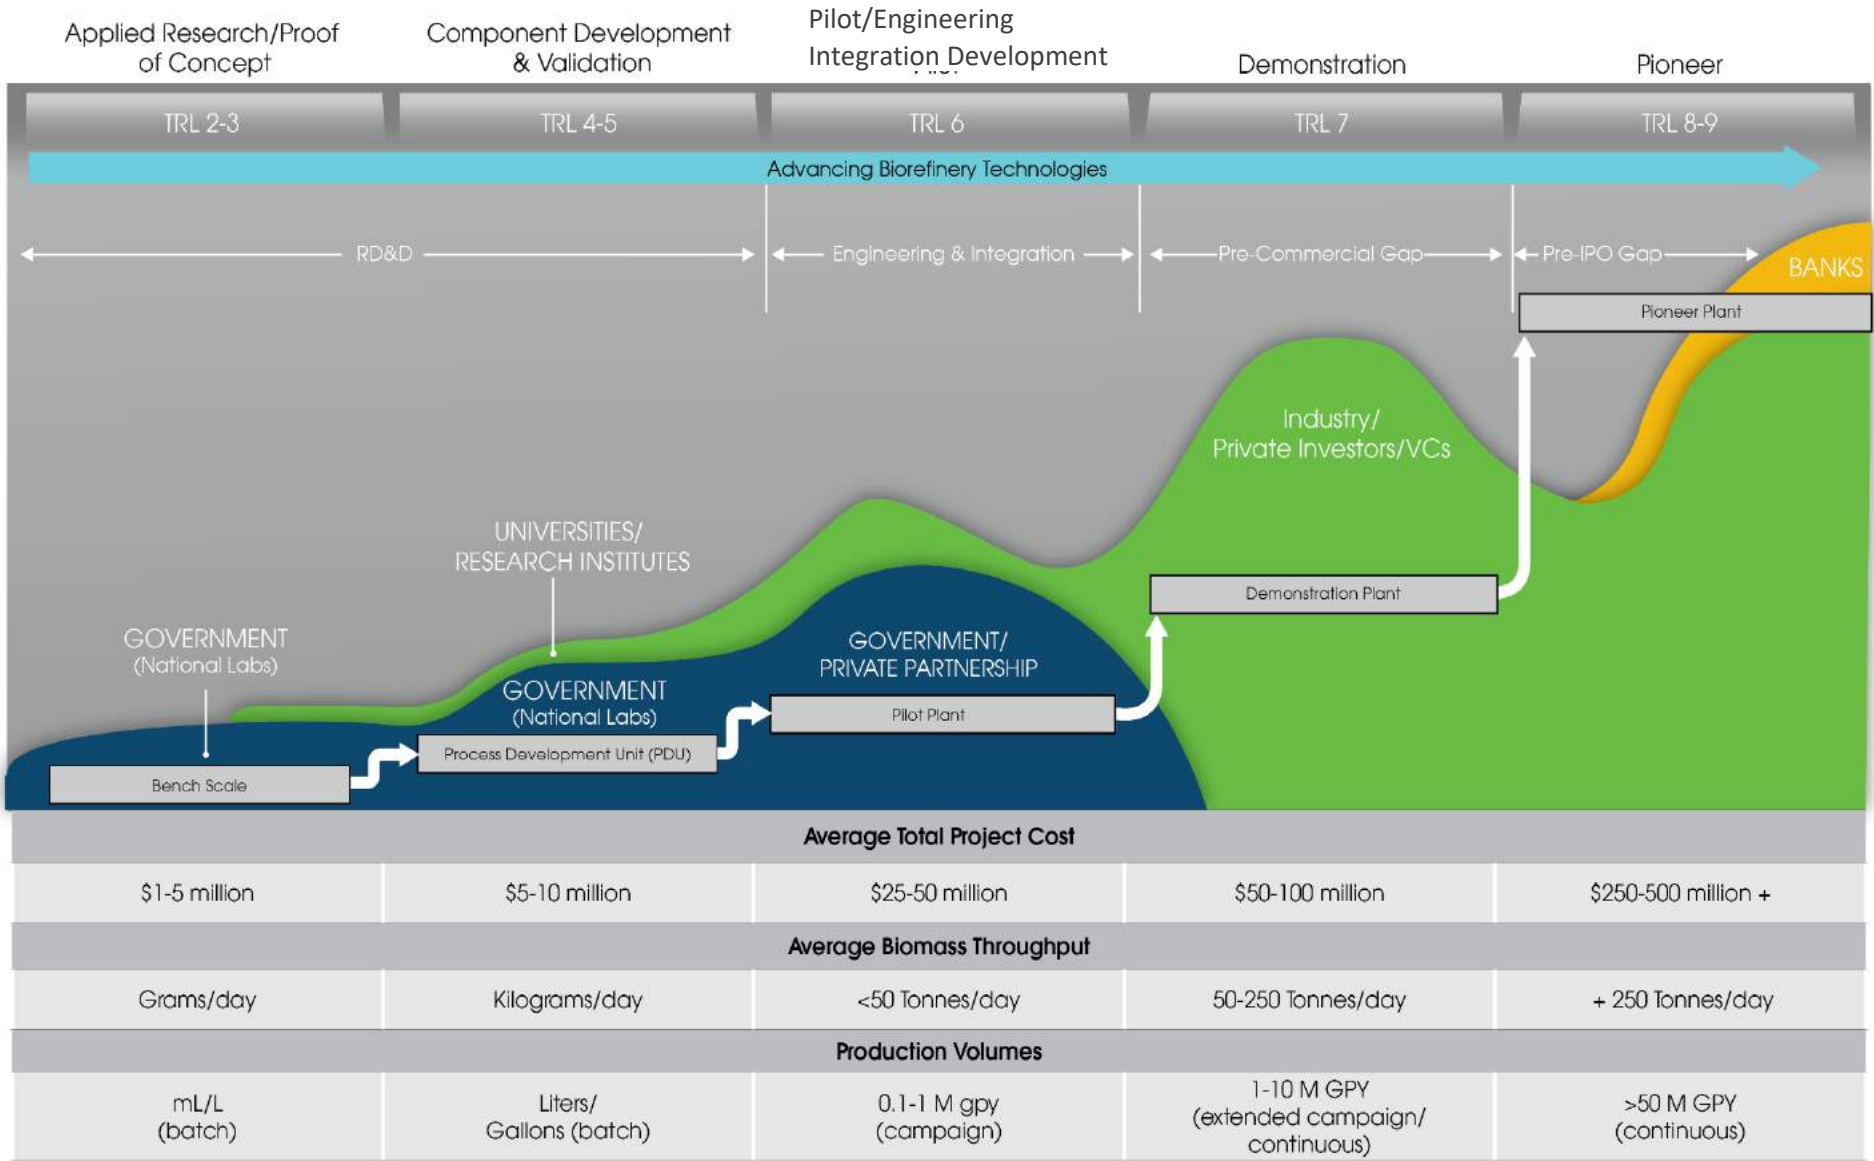 Applied Research/Proof
of Concept
Component Development
& Validation
Pilot/Engineering
Integration Development
Demonstration
Pioneer
TRL 2-3
TRL 4-5
TRL 6
TRL 7
TRL 8-9
Advancing Biorefinery Technologies
RD&D
Engineering & Integration
Pre-Commercial Gap
Pre-IPO Gap
BANKS
Pioneer Plant
Industry/
Private Investors/VCs
UNIVERSITIES/
RESEARCH INSTITUTES
Demonstration Plant
GOVERNMENT
(National Labs)
GOVERNMENT/
PRIVATE PARTNERSHIP
GOVERNMENT
(National Labs)
Pilot Plant
Process Development Unit (PDU)
Bench Scale
Average Total Project Cost
$1-5 million
$5-10 million
$25-50 million
$50-100 million
$250-500 million +
Average Biomass Throughput
Grams/day
Kilograms/day
<50 Tonnes/day
50-250 Tonnes/day
+ 250 Tonnes/day
Production Volumes
mL/L
(batch)
Liters/
Gallons (batch)
0.1-1 M gpy
(campaign)
1-10 M GPY
(extended campaign/
continuous)
>50 M GPY
(continuous)